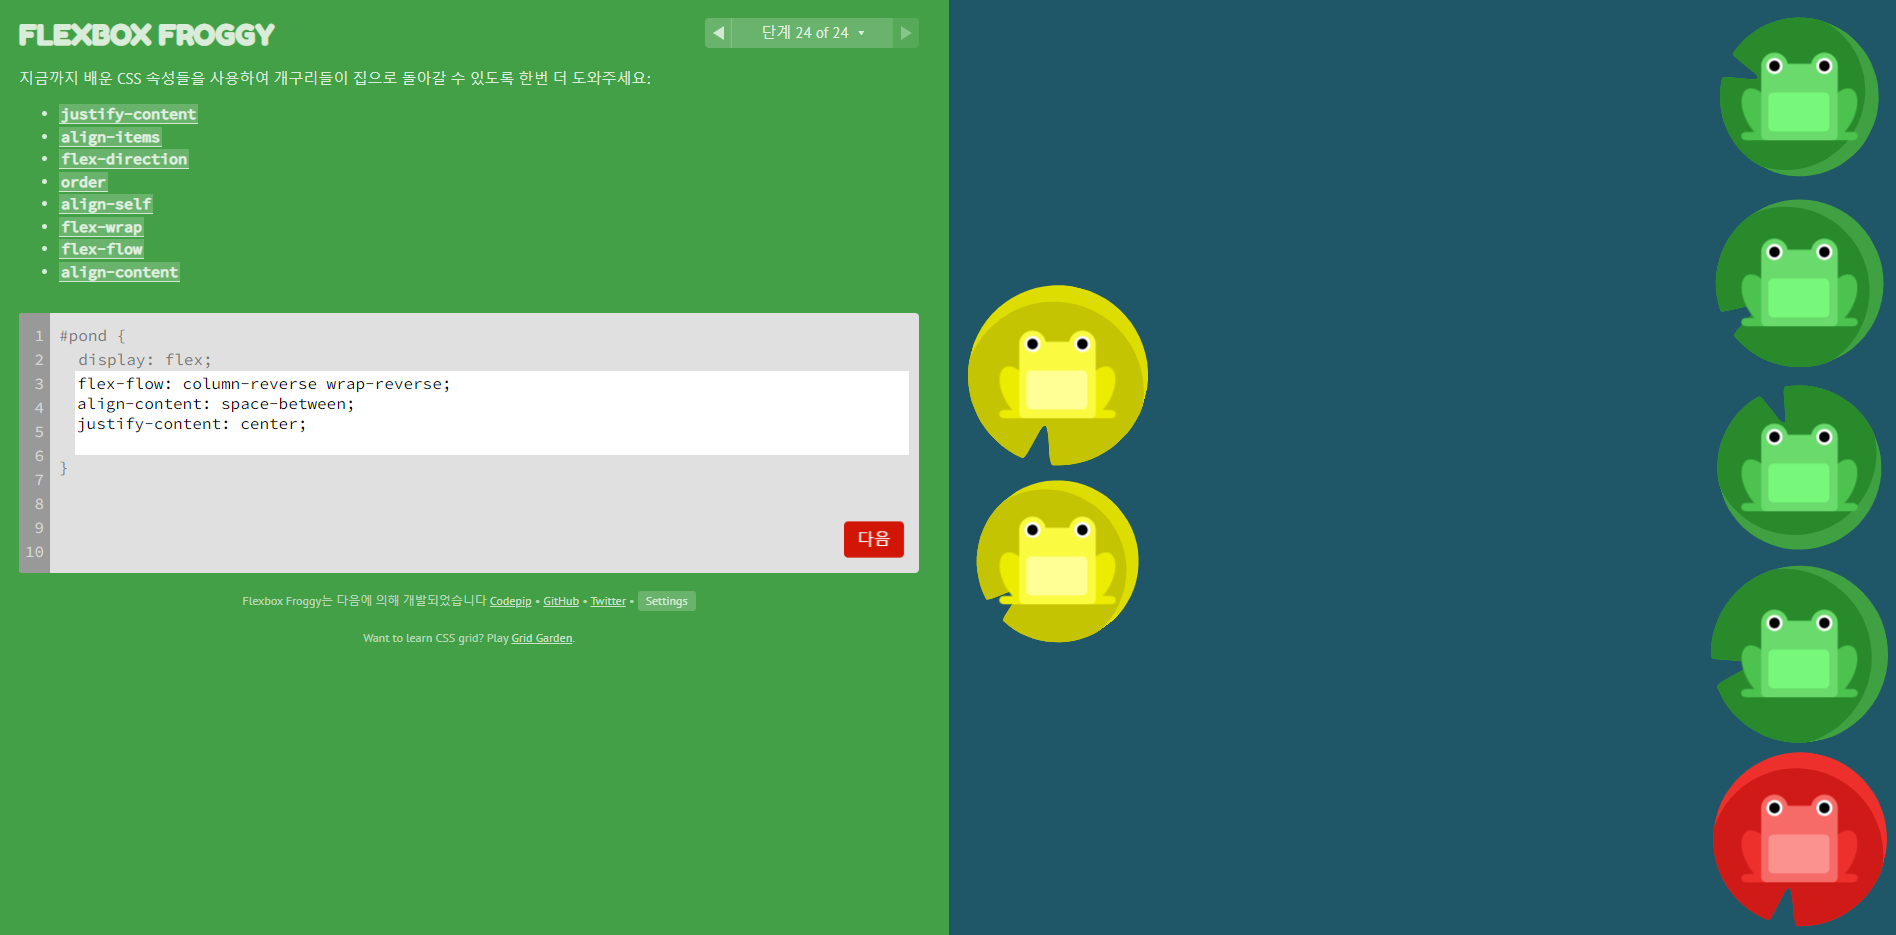 FLEXBOX FROGGY
단계 24 of 24
지금까지 배운 CSS 속성들을 사용하여 개구리들이 집으로 돌아갈 수 있도록 한번 더 도와주세요:
justify-content
align-items
flex-direction
order
align-self
flex-wrap
flex-flow
align-content
1 #pond {
2 display: flex;
3 flex-flow: column-reverse wrap-reverse;
4 align-content: space-between;
5 justify-content: center;
6 }
7
8
9
10
다음
Flexbox Froggy는 다음에 의해 개발되었습니다 Codepip • GitHub • Twitter • Settings
Want to learn CSS grid? Play Grid Garden.